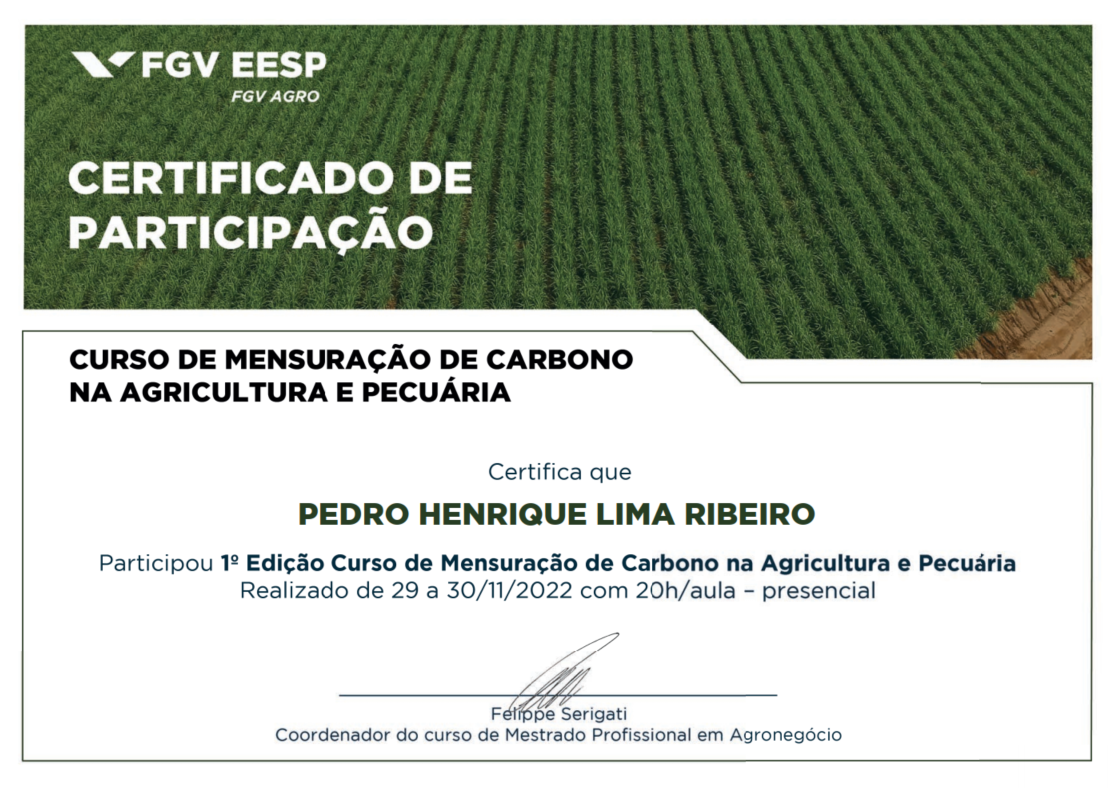 FGV EESP
FGV AGRO
CERTIFICADO DE
PARTICIPAÇÃO
CURSO DE MENSURAÇÃO DE CARBONO
NA AGRICULTURA E PECUÁRIA
Certifica que
PEDRO HENRIQUE LIMA RIBEIRO
Participou 1º Edição Curso de Mensuração de Carbono na Agricultura e Pecuária
Realizado de 29 a 30/11/2022 com 20h/aula – presencial
Felippe Serigati
Coordenador do curso de Mestrado Profissional em Agronegócio